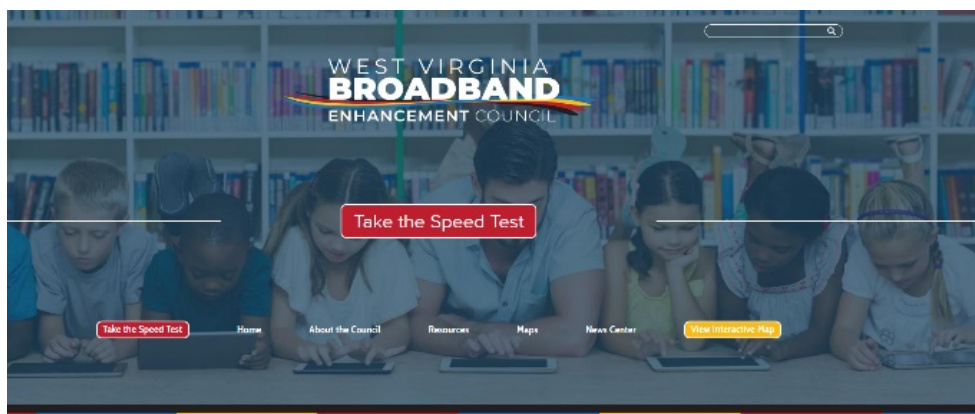 WEST VIRGINIA
BROADBAND
ENHANCEMENT COUNCIL
Take the Speed Test
Take the Speed Test Home About the Council Resources Maps News Center View Interactive Map